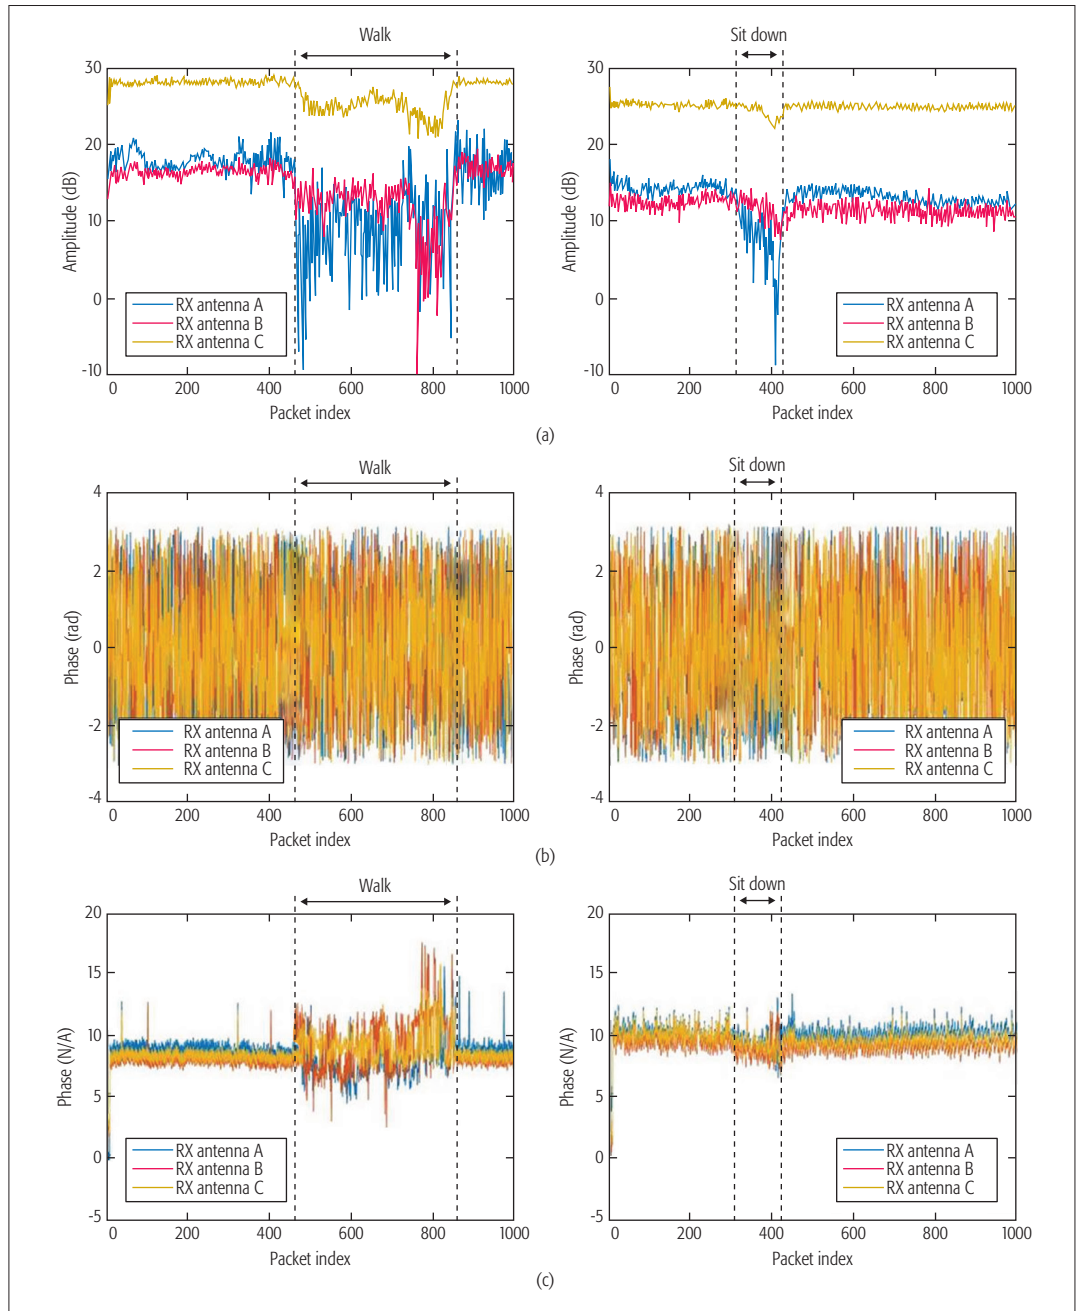 Walk
Sit down
30
20
10
0
-10
Amplitude (dB)
RX antenna A
RX antenna B
RX antenna C
0 200 400 600 800 1000
Packet index
30
20
10
0
-10
Amplitude (dB)
RX antenna A
RX antenna B
RX antenna C
0 200 400 600 800 1000
Packet index
(a)
Walk
Sit down
4
2
0
-2
-4
Phase (rad)
RX antenna A
RX antenna B
RX antenna C
0 200 400 600 800 1000
Packet index
4
2
0
-2
-4
Phase (rad)
RX antenna A
RX antenna B
RX antenna C
0 200 400 600 800 1000
Packet index
(b)
Walk
Sit down
20
15
10
5
0
-5
Phase (N/A)
RX antenna A
RX antenna B
RX antenna C
0 200 400 600 800 1000
Packet index
20
15
10
5
0
-5
Phase (N/A)
RX antenna A
RX antenna B
RX antenna C
0 200 400 600 800 1000
Packet index
(c)